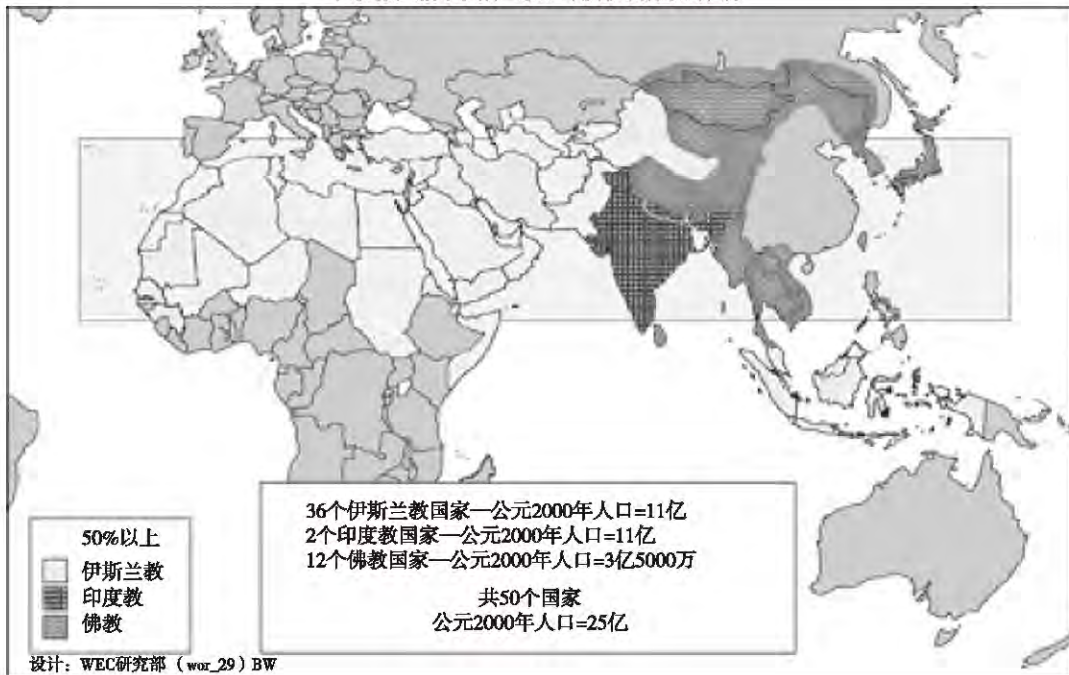 36个伊斯兰教国家—公元2000年人口=11亿
2个印度教国家—公元2000年人口=11亿
12个佛教国家—公元2000年人口=3亿5000万
共50个国家
公元2000年人口=25亿
50%以上
伊斯兰教
印度教
佛教
设计：WEC研究部（wor_29）BW